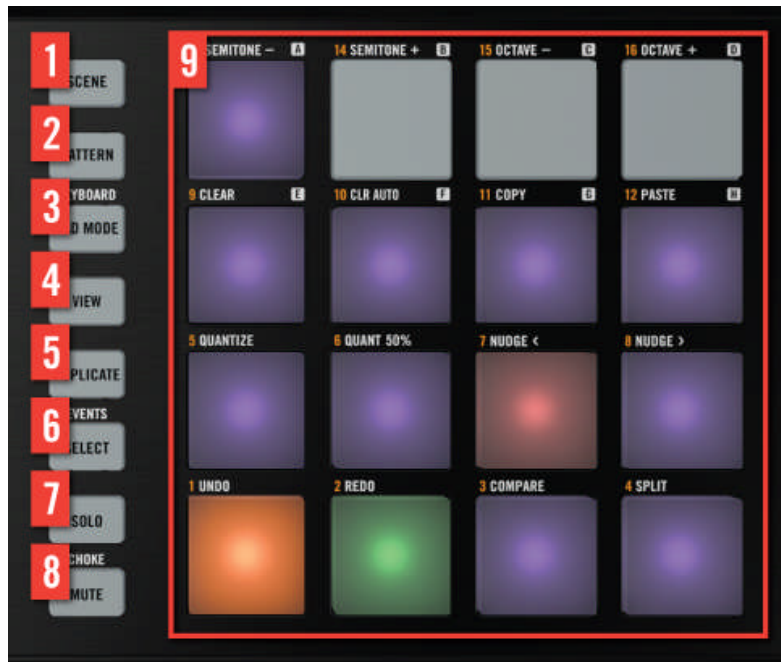 1
SCENE
2
ATTERN
YBOARD
3
D MODE
4
VIEW
5
PLICATE
EVENTS
6
SELECT
7
SOLO
CHOKE
8
MUTE
9
SEMITONE – A
14 SEMITONE + B
15 OCTAVE – C
16 OCTAVE + D
9 CLEAR E
10 CLR AUTO F
11 COPY G
12 PASTE H
5 QUANTIZE
6 QUANT 50%
7 NUDGE <
8 NUDGE >
1 UNDO
2 REDO
3 COMPARE
4 SPLIT